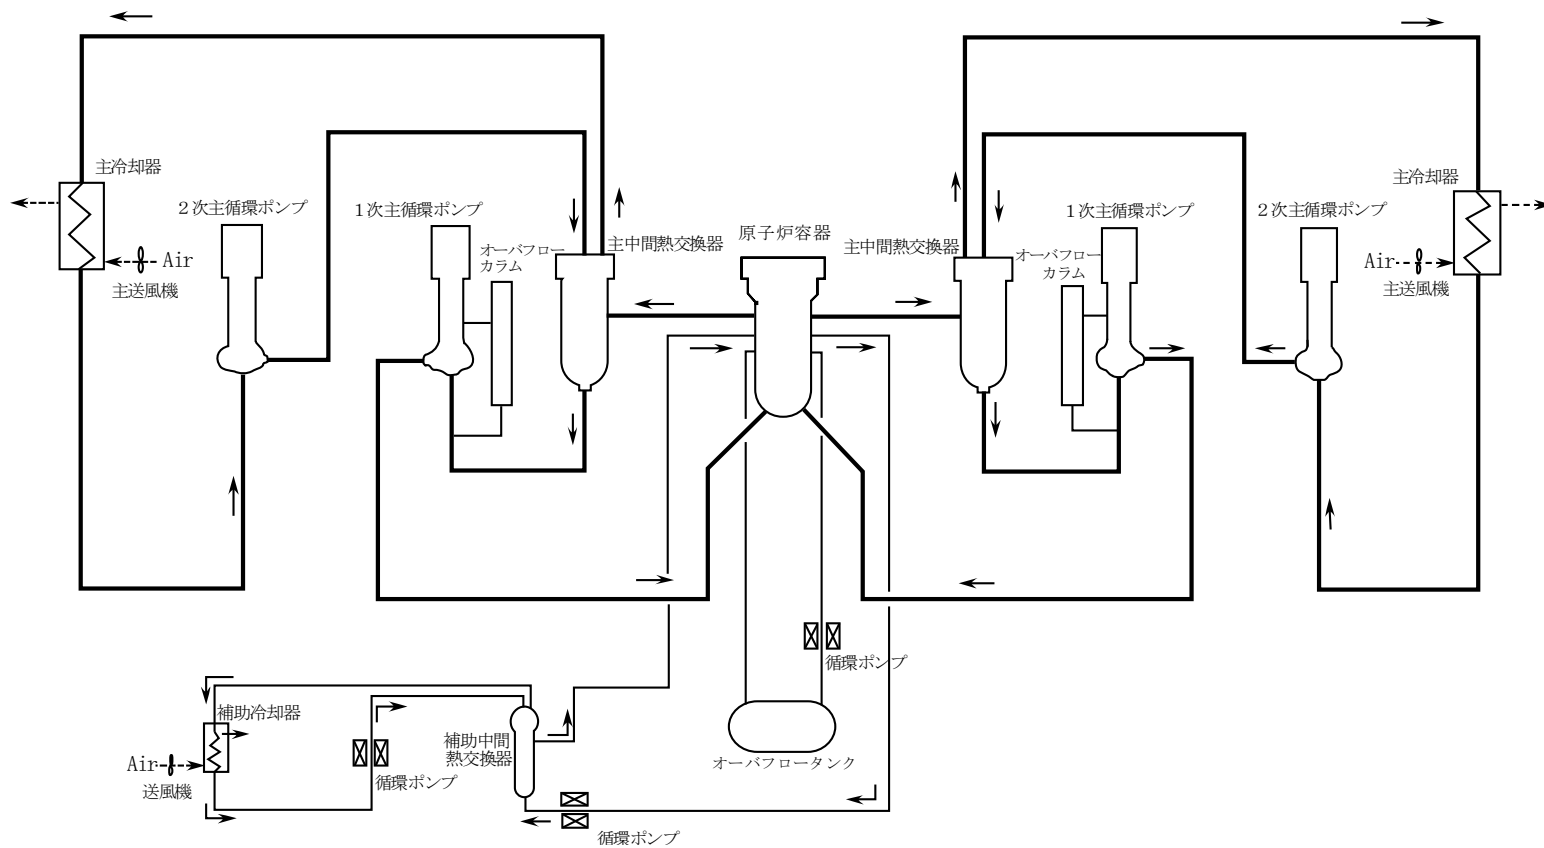 主冷却器
主冷却器
２次主循環ポンプ
１次主循環ポンプ
１次主循環ポンプ
２次主循環ポンプ
オーバフロー
カラム
主中間熱交換器
原子炉容器
主中間熱交換器
オーバフロー
カラム
Air
主送風機
Air
主送風機
循環ポンプ
補助冷却器
補助中間
熱交換器
Air
送風機
循環ポンプ
オーバフロータンク
循環ポンプ